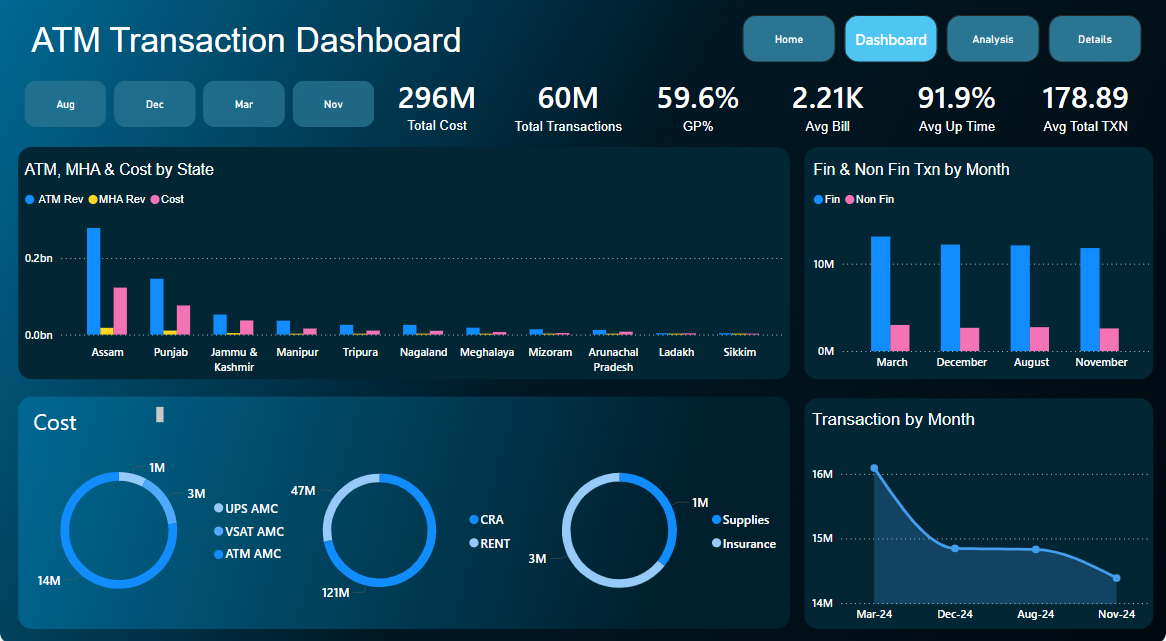 ATM Transaction Dashboard
Home
Dashboard
Analysis
Details
Aug
Dec
Mar
Nov
296M
Total Cost
60M
Total Transactions
59.6%
GP%
2.21K
Avg Bill
91.9%
Avg Up Time
178.89
Avg Total TXN
ATM, MHA & Cost by State
ATM Rev
MHA Rev
Cost
0.2bn
0.0bn
Assam
Punjab
Jammu &
Kashmir
Manipur
Tripura
Nagaland
Meghalaya
Mizoram
Arunachal
Pradesh
Ladakh
Sikkim
Fin & Non Fin Txn by Month
Fin
Non Fin
10M
0M
March
December
August
November
Cost
1M
3M
14M
UPS AMC
VSAT AMC
ATM AMC
47M
121M
CRA
RENT
1M
3M
Supplies
Insurance
Transaction by Month
16M
15M
14M
Mar-24
Dec-24
Aug-24
Nov-24